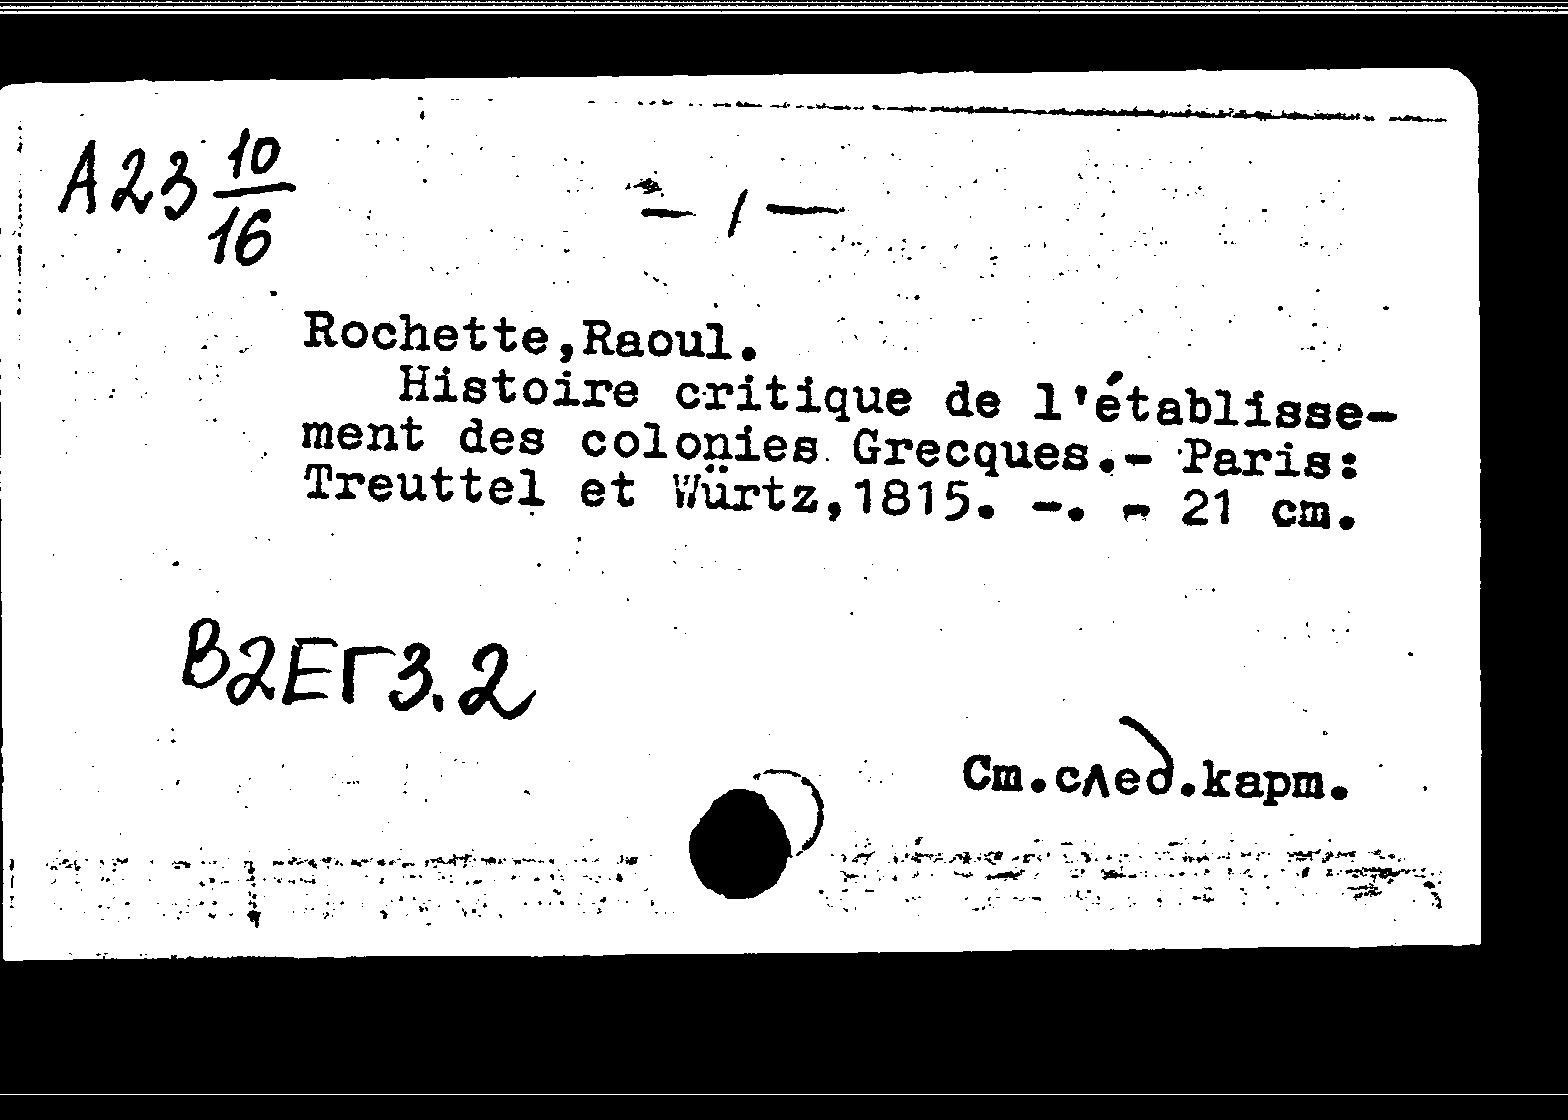 А23 10/16
— / —
Rochette,Raoul.
Histoire critique de l'établisse-
ment des colonies Grecques.- Paris:
Treuttel et Würtz,1815. -. - 21 cm.
В2ЕГ3.2
См.след.карт.